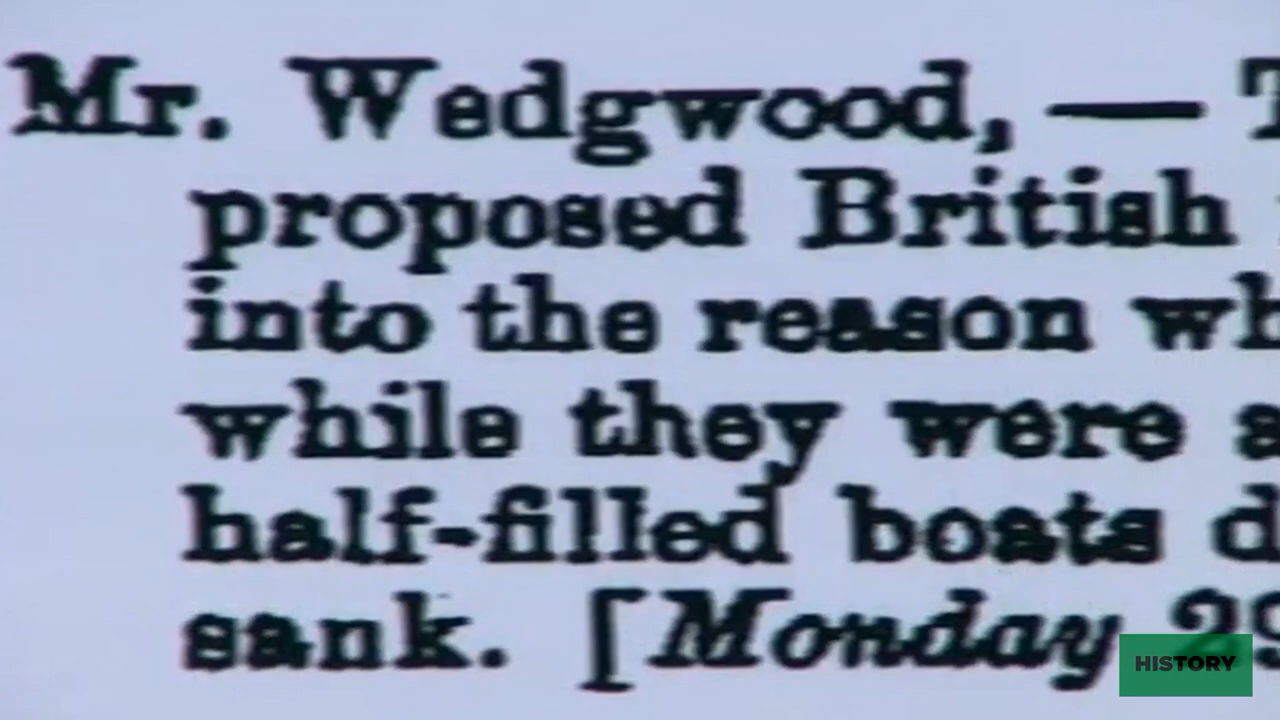 Mr. Wedgwood, —
proposed British
into the reason
while they were
half-filled boats
sank. [Monday
HISTORY